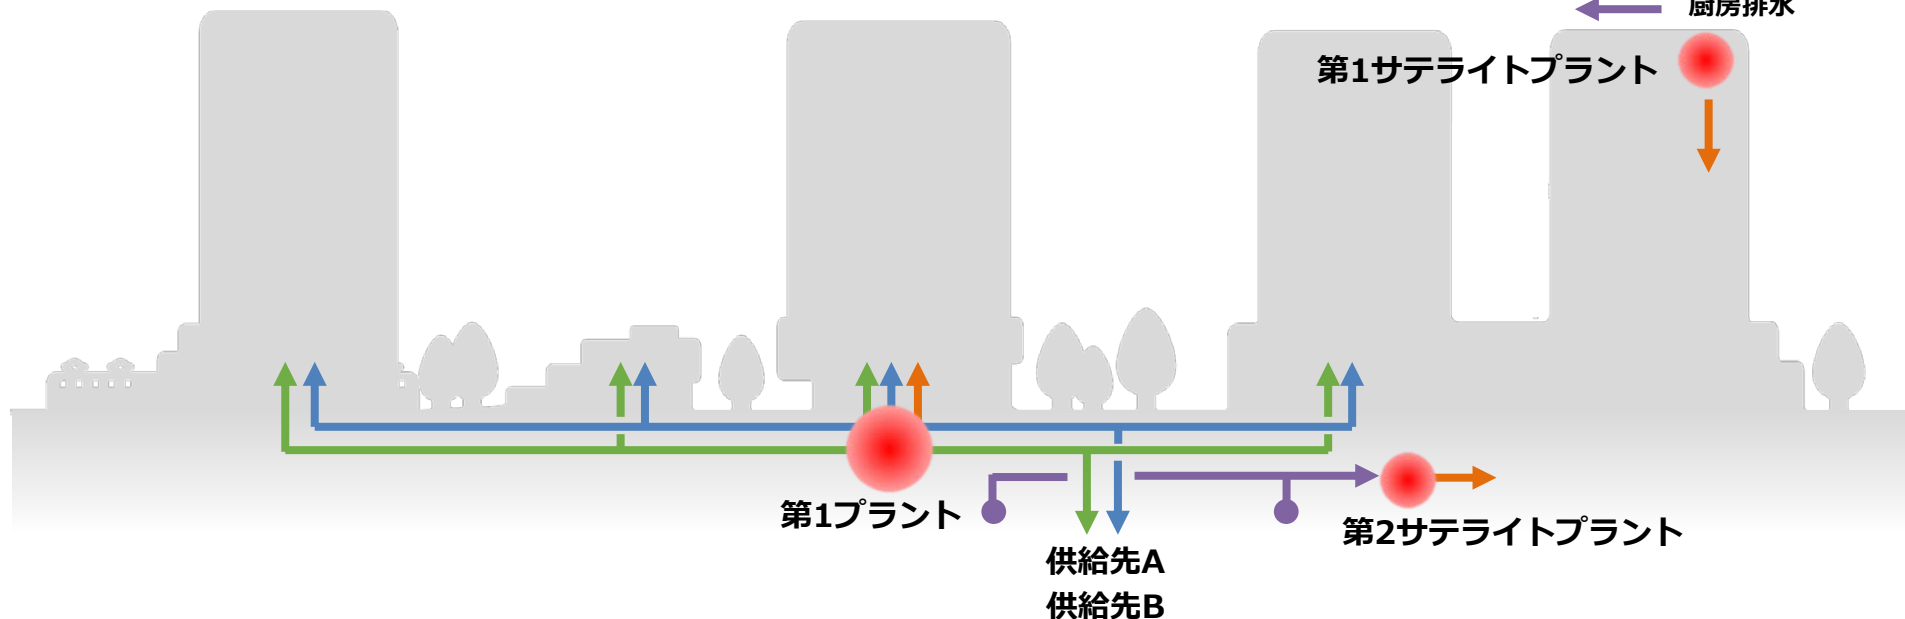 厨房排水
第1サテライトプラント
第1プラント
第2サテライトプラント
供給先A
供給先B